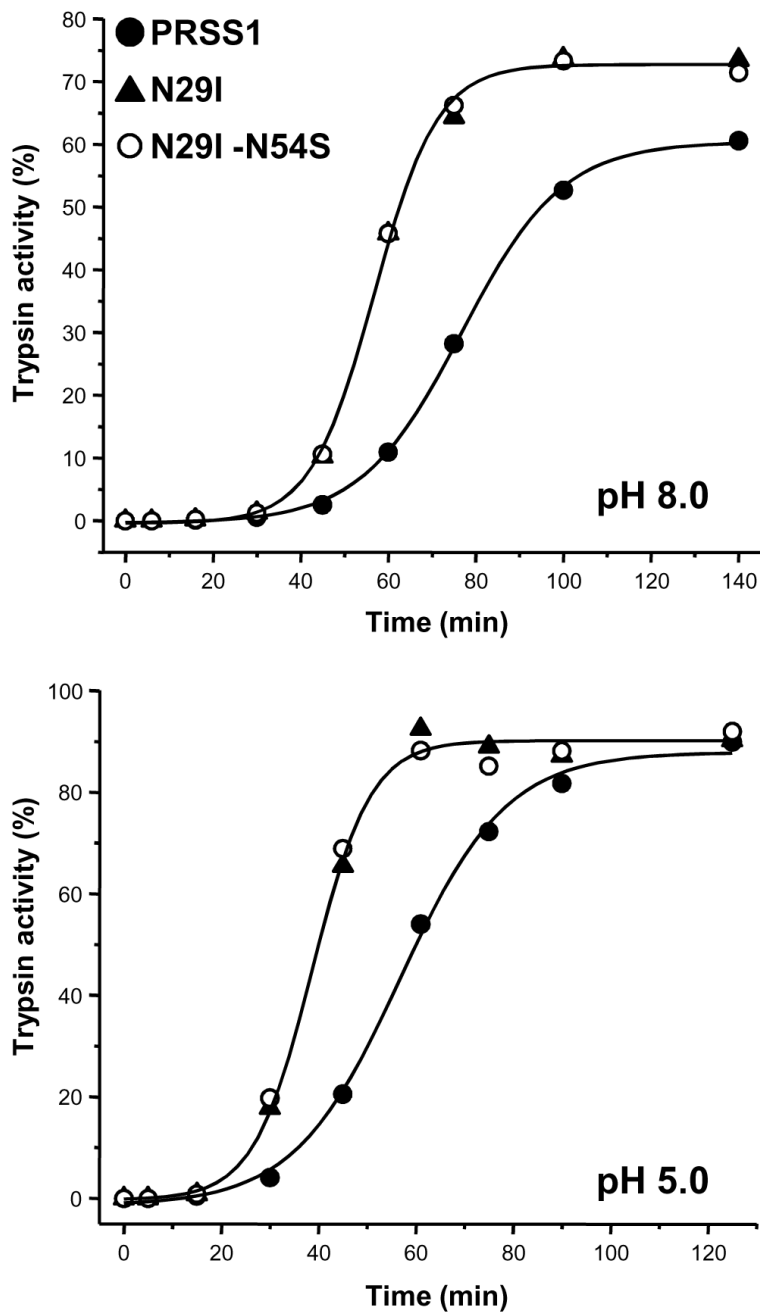 80
70
60
50
40
30
20
10
0
Trypsin activity (%)
PRSS1
N29I
N29I -N54S
pH 8.0
0 20 40 60 80 100 120 140
Time (min)
100
80
60
40
20
0
Trypsin activity (%)
pH 5.0
0 20 40 60 80 100 120
Time (min)